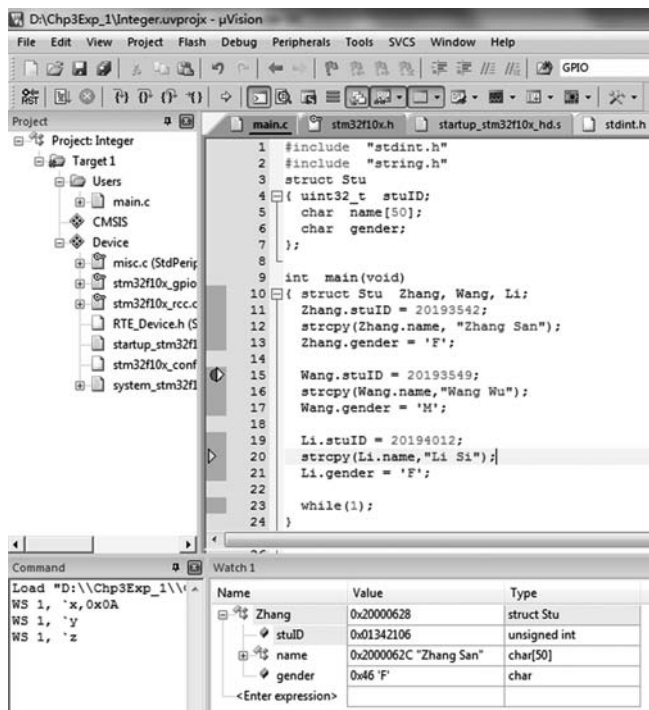 D:\Chp3Exp_1\Integer.uvprojx - µVision
File Edit View Project Flash Debug Peripherals Tools SVCS Window Help
GPIO
RST
Project
Project: Integer
Target 1
Users
main.c
CMSIS
Device
misc.c (StdPerip
stm32f10x_gpio
stm32f10x_rcc.c
RTE_Device.h (S
startup_stm32f1
stm32f10x_conf
system_stm32f1
main.c stm32f10x.h startup_stm32f10x_hd.s stdint.h
1 #include "stdint.h"
2 #include "string.h"
3 struct Stu
4 { uint32_t stuID;
5 char name[50];
6 char gender;
7 };
8
9 int main(void)
10 { struct Stu Zhang, Wang, Li;
11 Zhang.stuID = 20193542;
12 strcpy(Zhang.name, "Zhang San");
13 Zhang.gender = 'F';
14
15 Wang.stuID = 20193549;
16 strcpy(Wang.name,"Wang Wu");
17 Wang.gender = 'M';
18
19 Li.stuID = 20194012;
20 strcpy(Li.name,"Li Si");
21 Li.gender = 'F';
22
23 while(1);
24 }
Command
Load "D:\\Chp3Exp_1\\
WS 1, `x,0x0A
WS 1, `y
WS 1, `z
Watch 1
Name Value Type
Zhang 0x20000628 struct Stu
stuID 0x01342106 unsigned int
name 0x2000062C "Zhang San" char[50]
gender 0x46 'F' char
<Enter expression>